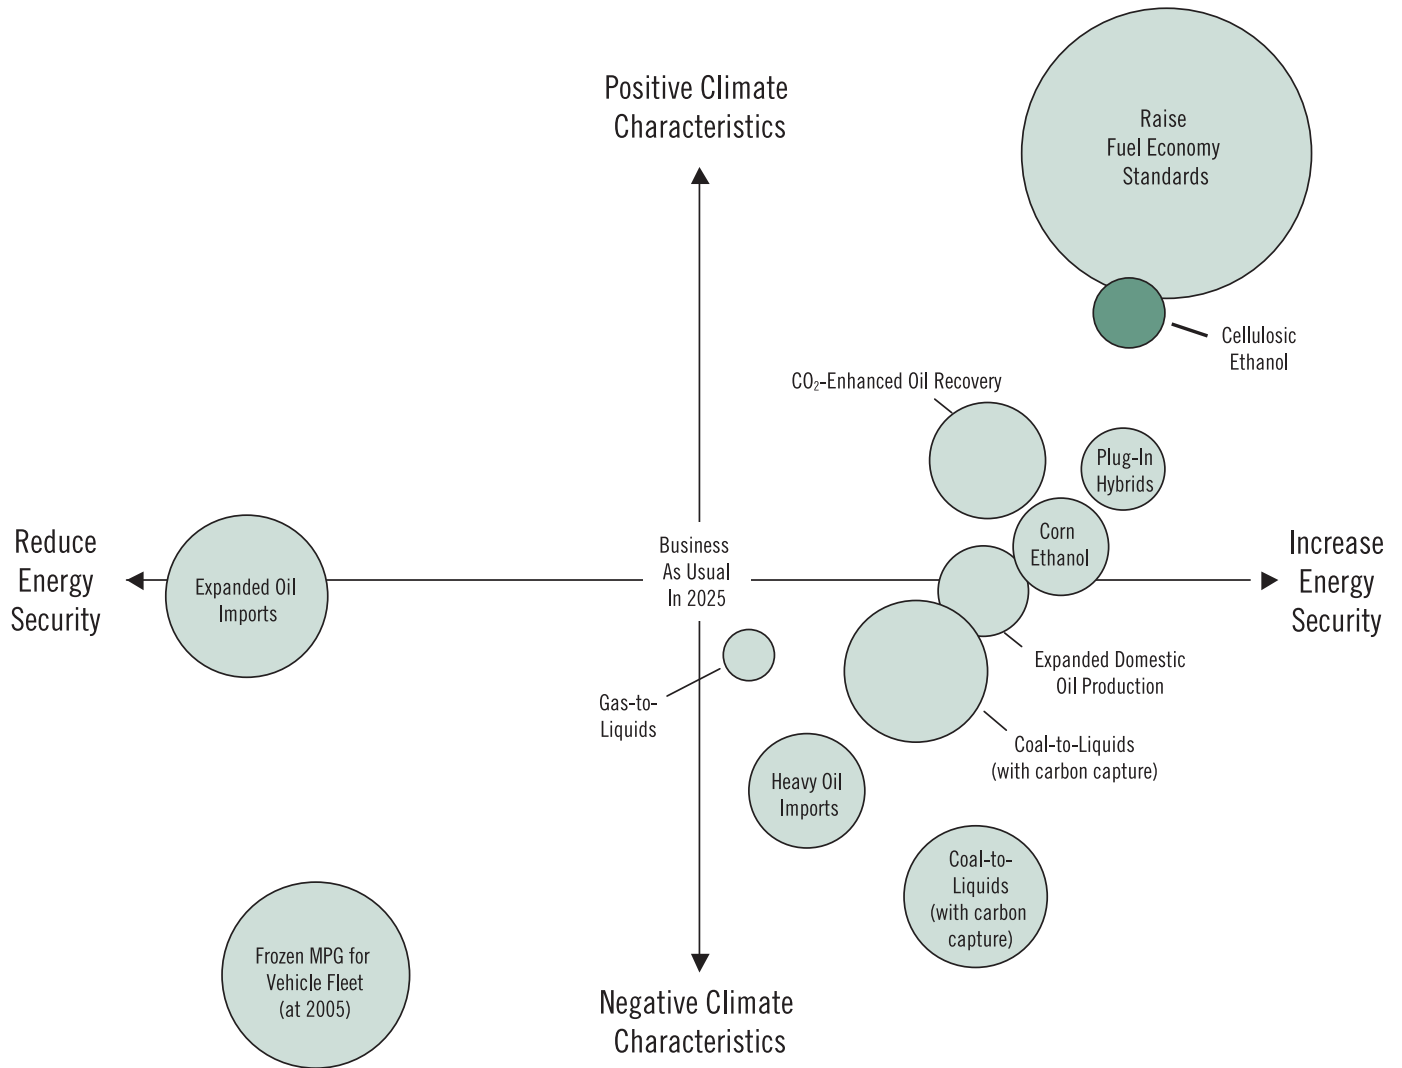 Positive Climate
Characteristics
Raise
Fuel Economy
Standards
Cellulosic
Ethanol
CO₂-Enhanced Oil Recovery
Plug-In
Hybrids
Corn
Ethanol
Reduce
Energy
Security
Expanded Oil
Imports
Business
As Usual
In 2025
Increase
Energy
Security
Expanded Domestic
Oil Production
Gas-to-
Liquids
Coal-to-Liquids
(with carbon capture)
Heavy Oil
Imports
Coal-to-
Liquids
(with carbon
capture)
Frozen MPG for
Vehicle Fleet
(at 2005)
Negative Climate
Characteristics